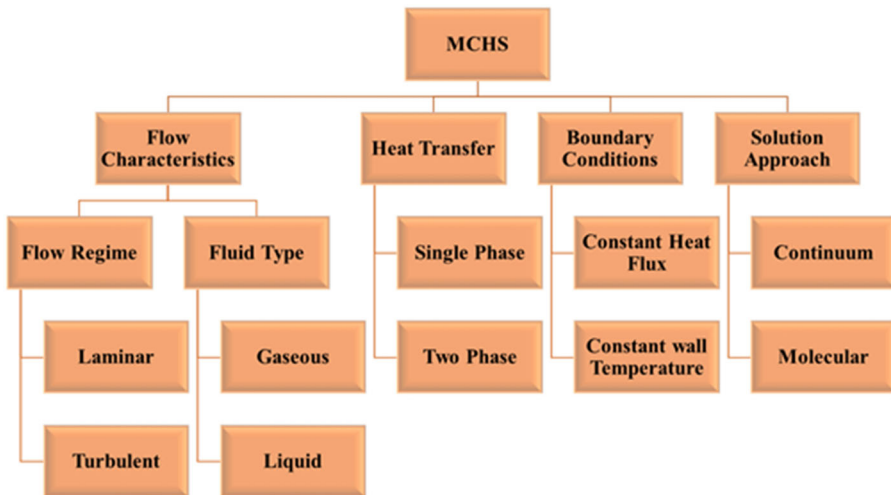 MCHS
Flow
Characteristics
Heat Transfer
Boundary
Conditions
Solution
Approach
Flow Regime
Fluid Type
Single Phase
Constant Heat
Flux
Continuum
Laminar
Gaseous
Two Phase
Constant wall
Temperature
Molecular
Turbulent
Liquid